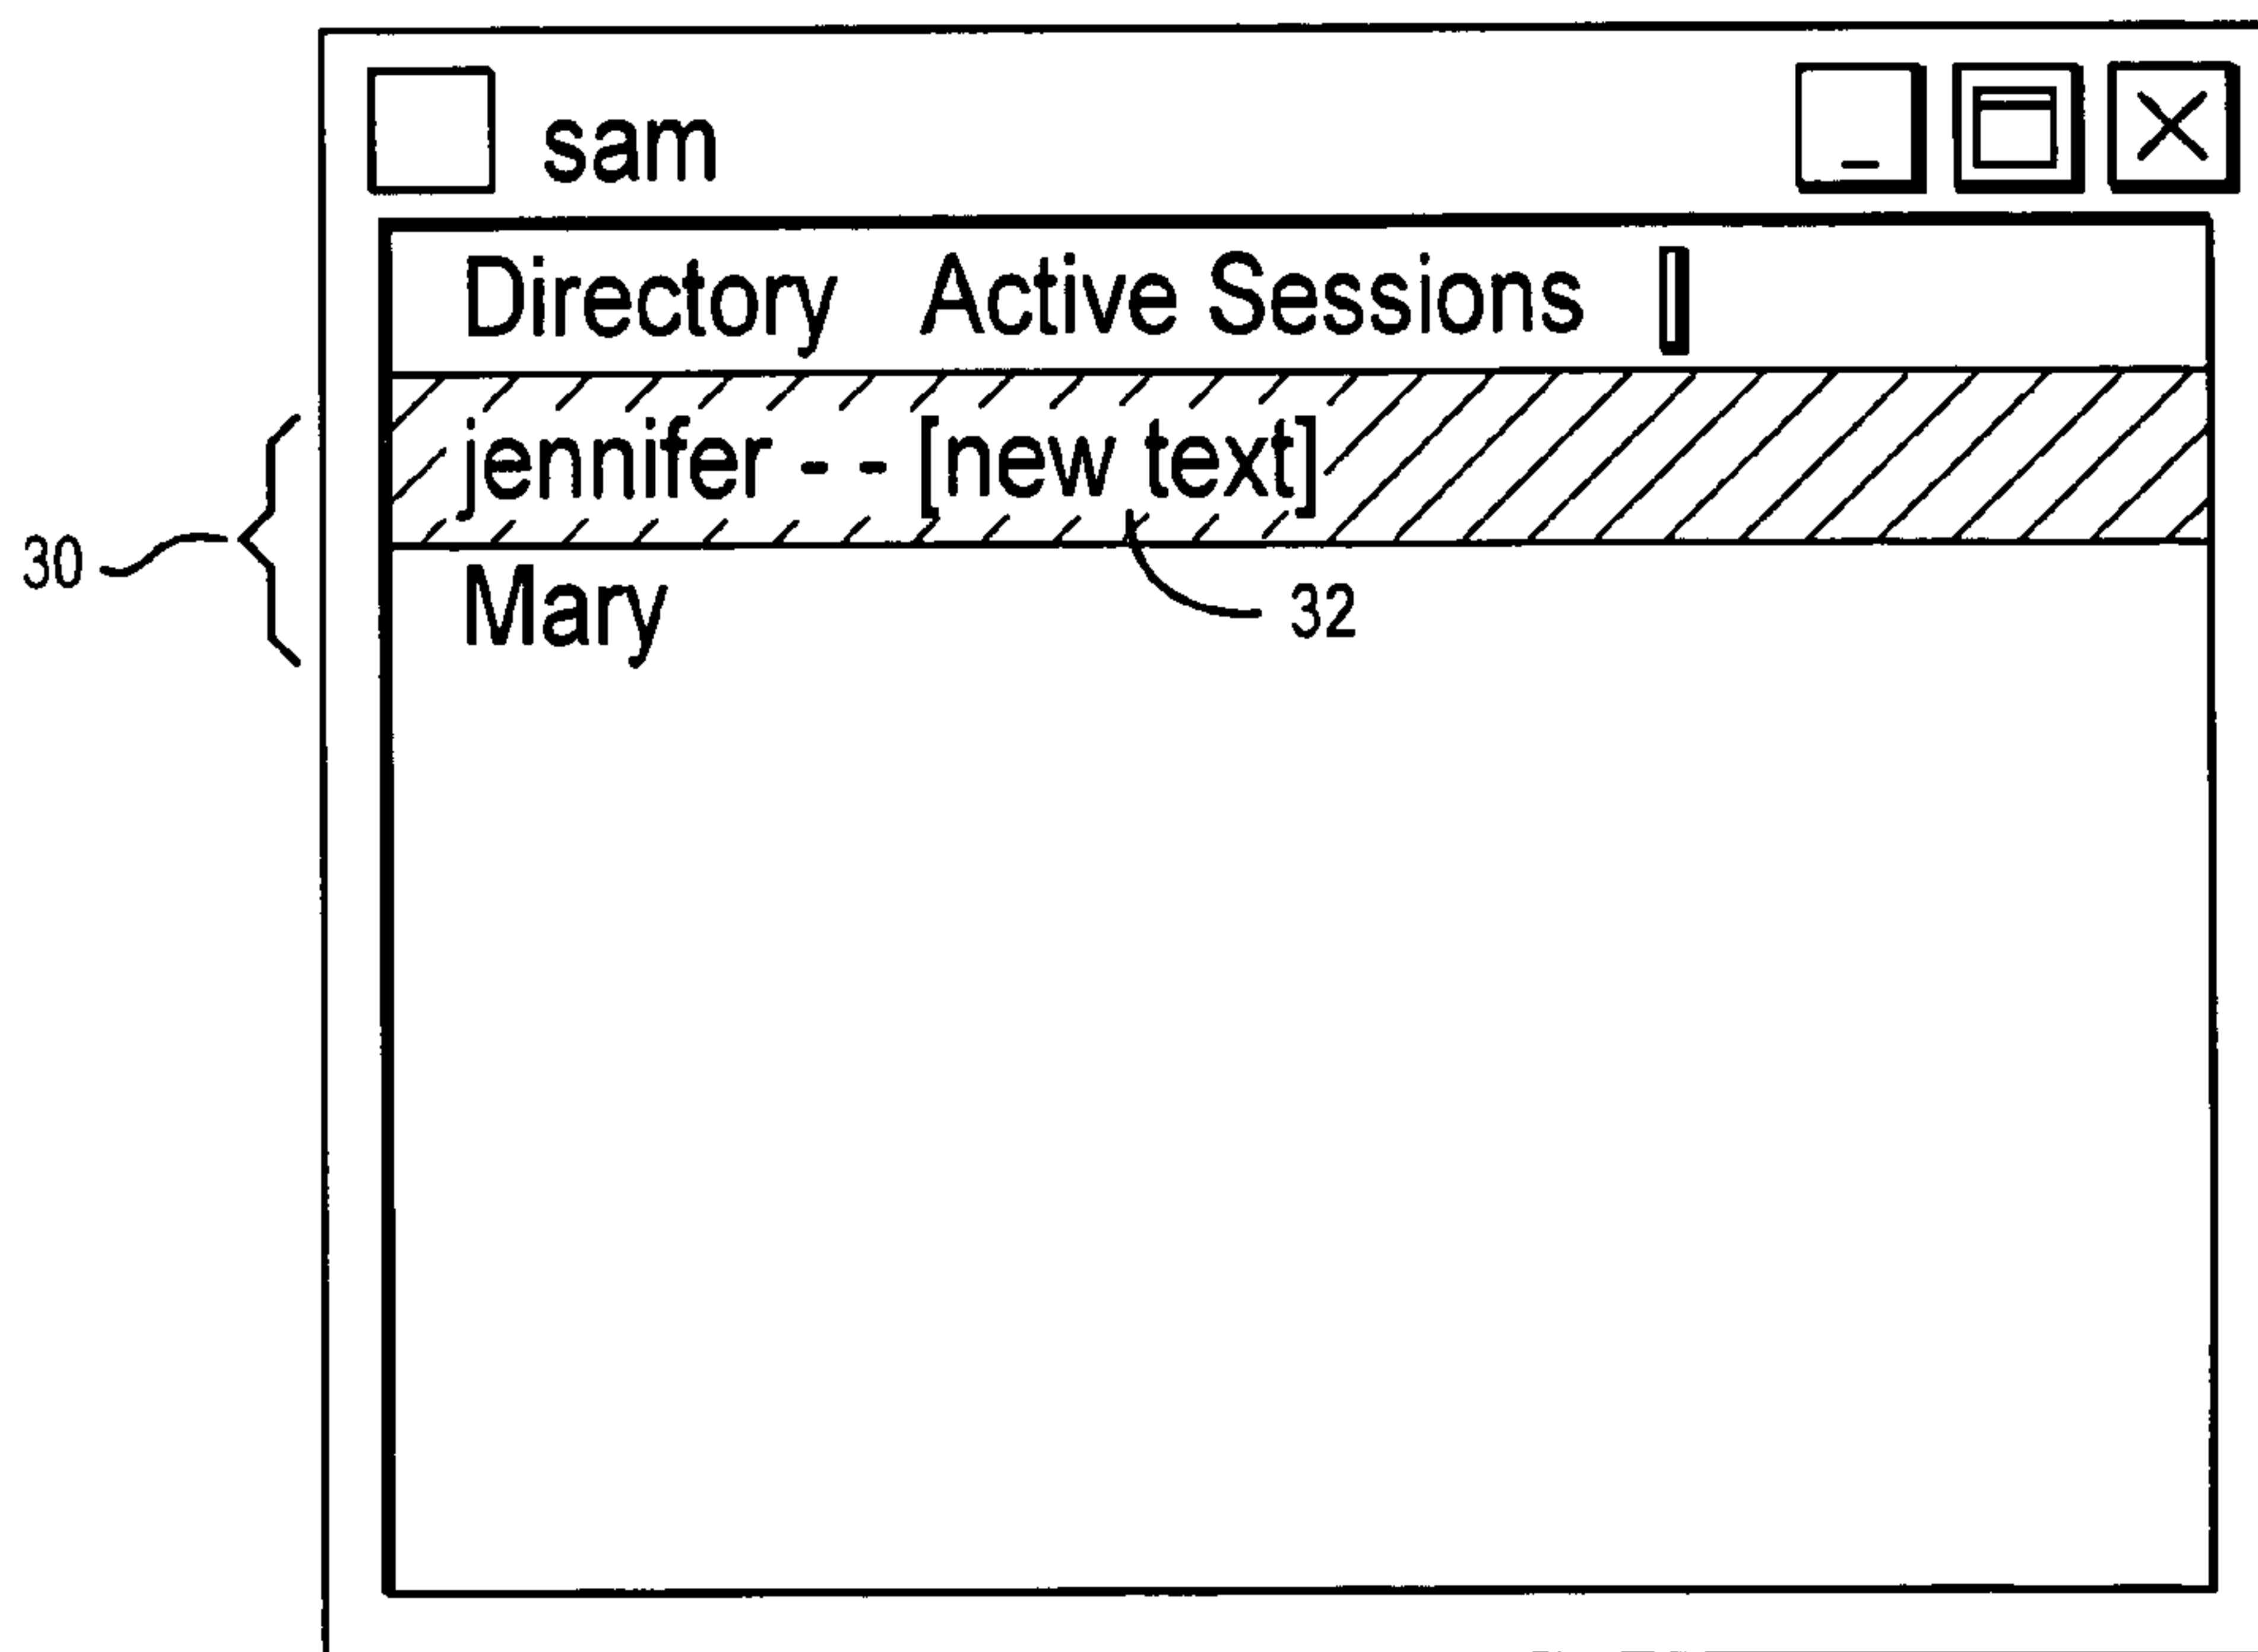 sam
Directory Active Sessions
jennifer - - [new text]
30
Mary
32